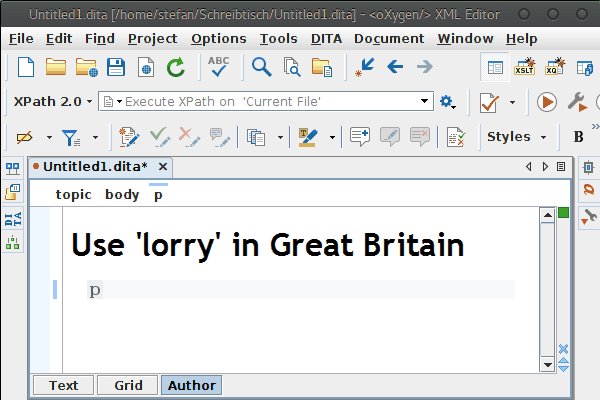 Untitled1.dita [/home/stefan/Schreibtisch/Untitled1.dita] - <oXygen/> XML Editor
File Edit Find Project Options Tools DITA Document Window Help
ABC
XSLT XQ
XPath 2.0 Execute XPath on 'Current File'
Styles B
Untitled1.dita*
DI
TA
topic body p
Use 'lorry' in Great Britain
p
Text Grid Author